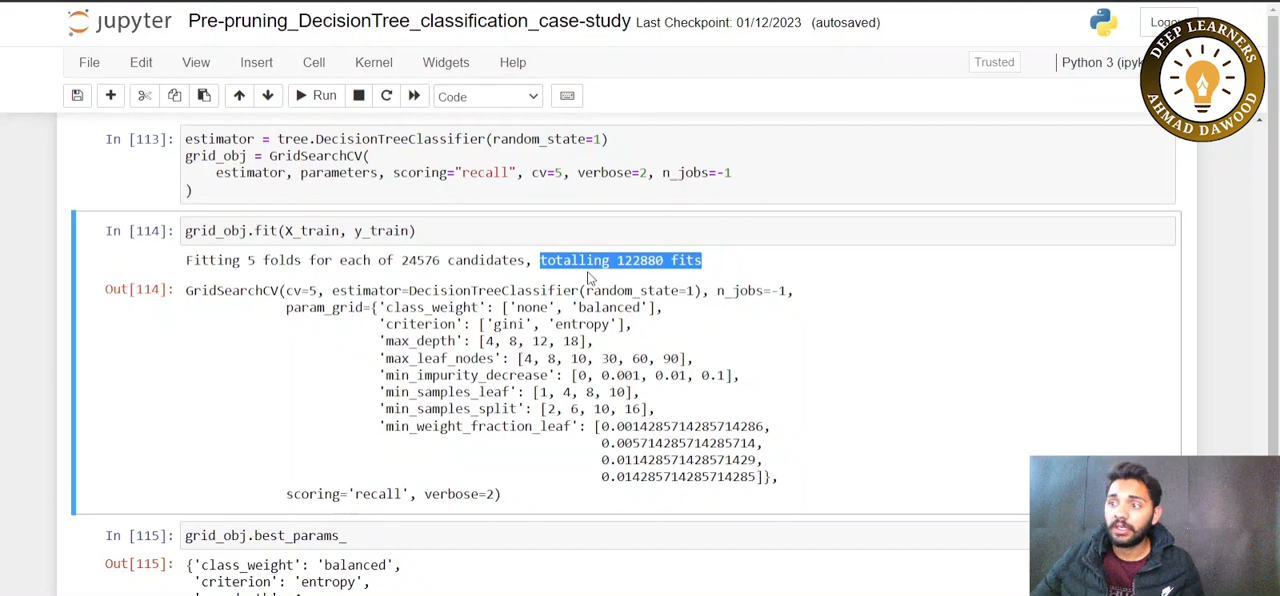 jupyter Pre-pruning_DecisionTree_classification_case-study Last Checkpoint: 01/12/2023 (autosaved)
File Edit View Insert Cell Kernel Widgets Help Trusted Python 3
Run Code
DEEP LEARNERS
AHMAD DAWOOD
In [113]: estimator = tree.DecisionTreeClassifier(random_state=1)
grid_obj = GridSearchCV(
estimator, parameters, scoring="recall", cv=5, verbose=2, n_jobs=-1
)
In [114]: grid_obj.fit(X_train, y_train)
Fitting 5 folds for each of 24576 candidates, totalling 122880 fits
Out[114]: GridSearchCV(cv=5, estimator=DecisionTreeClassifier(random_state=1), n_jobs=-1,
param_grid={'class_weight': ['none', 'balanced'],
'criterion': ['gini', 'entropy'],
'max_depth': [4, 8, 12, 18],
'max_leaf_nodes': [4, 8, 10, 30, 60, 90],
'min_impurity_decrease': [0, 0.001, 0.01, 0.1],
'min_samples_leaf': [1, 4, 8, 10],
'min_samples_split': [2, 6, 10, 16],
'min_weight_fraction_leaf': [0.0014285714285714286,
0.005714285714285714,
0.011428571428571429,
0.014285714285714285]},
scoring='recall', verbose=2)
In [115]: grid_obj.best_params_
Out[115]: {'class_weight': 'balanced',
'criterion': 'entropy',